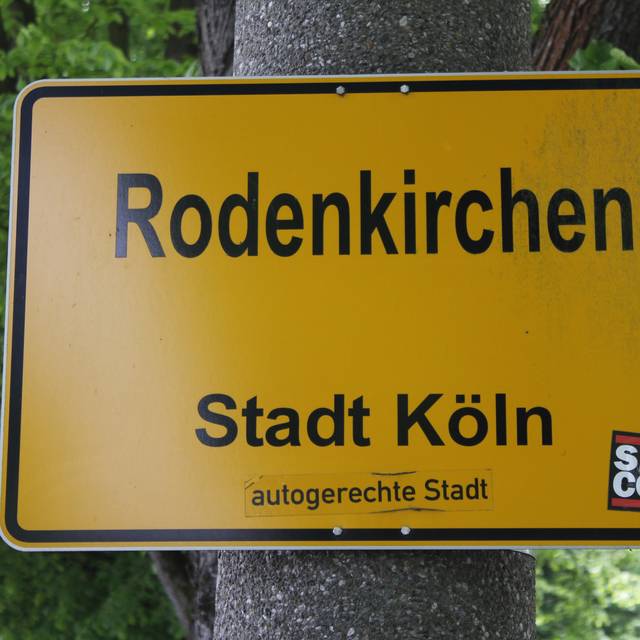 Rodenkirchen
Stadt Köln
autogerechte Stadt